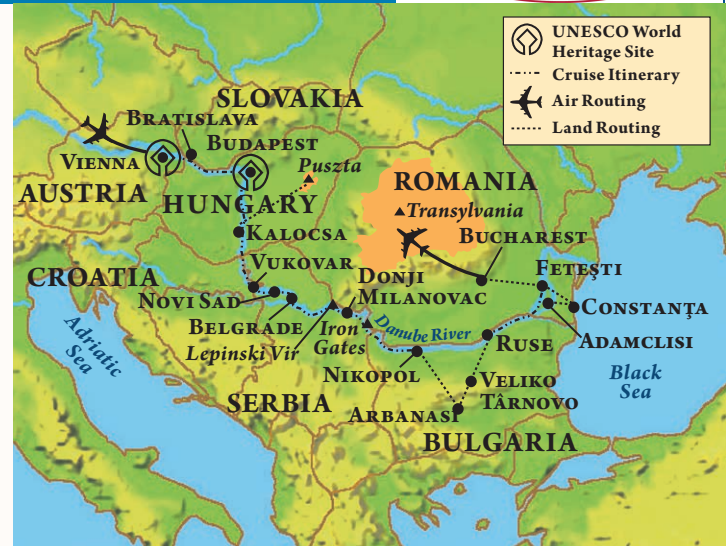 UNESCO World
Heritage Site
Cruise Itinerary
Air Routing
Land Routing
SLOVAKIA
BRATISLAVA
BUDAPEST
VIENNA
Puszta
AUSTRIA
HUNGARY
ROMANIA
Transylvania
KALOCSA
BUCHAREST
VUKOVAR
FETEŞTI
CROATIA
NOVI SAD
DONJI
MILANOVAC
CONSTANŢA
BELGRADE
Lepinski Vir
Iron
Gates
Danube River
ADAMCLISI
RUSE
Adriatic
Sea
NIKOPOL
VELIKO
TÂRNOVO
Black
Sea
SERBIA
ARBANASI
BULGARIA